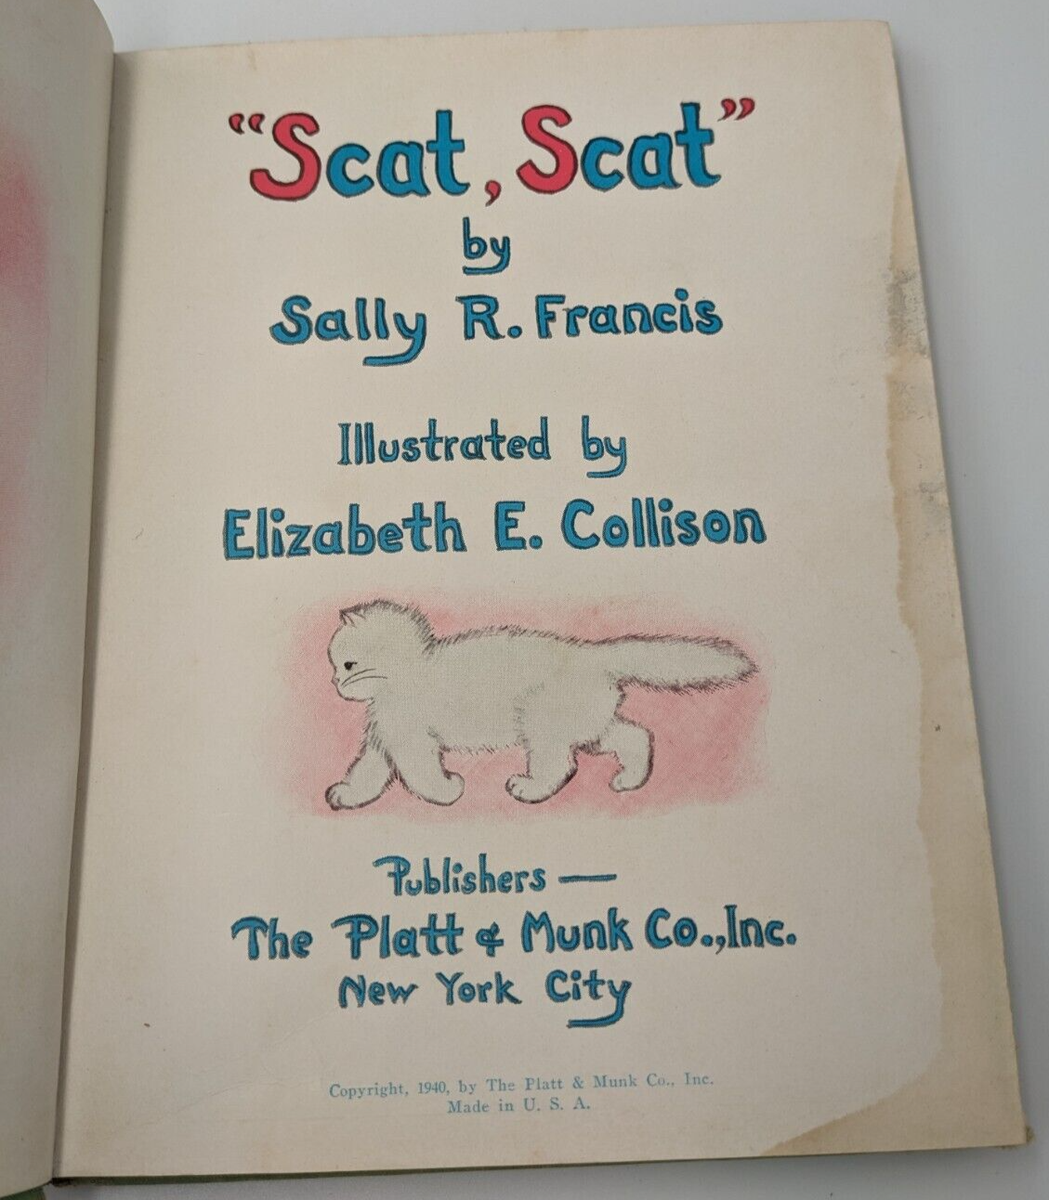 “Scat, Scat”
by
Sally R. Francis
Illustrated by
Elizabeth E. Collison
Publishers —
The Platt & Munk Co., Inc.
New York City
Copyright, 1940, by The Platt & Munk Co., Inc.
Made in U. S. A.